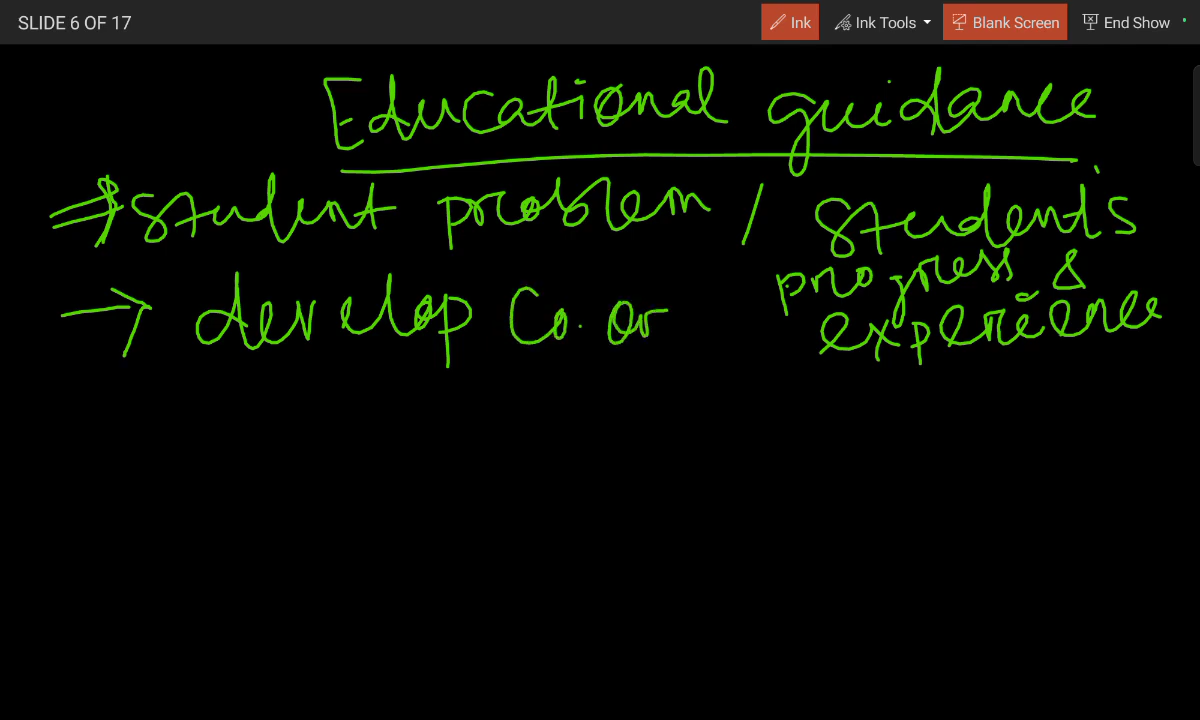 SLIDE 6 OF 17 Ink Ink Tools Blank Screen End Show
Educational guidance
⇒ Student problem / Student's
progress &
experience
→ develop Co. or